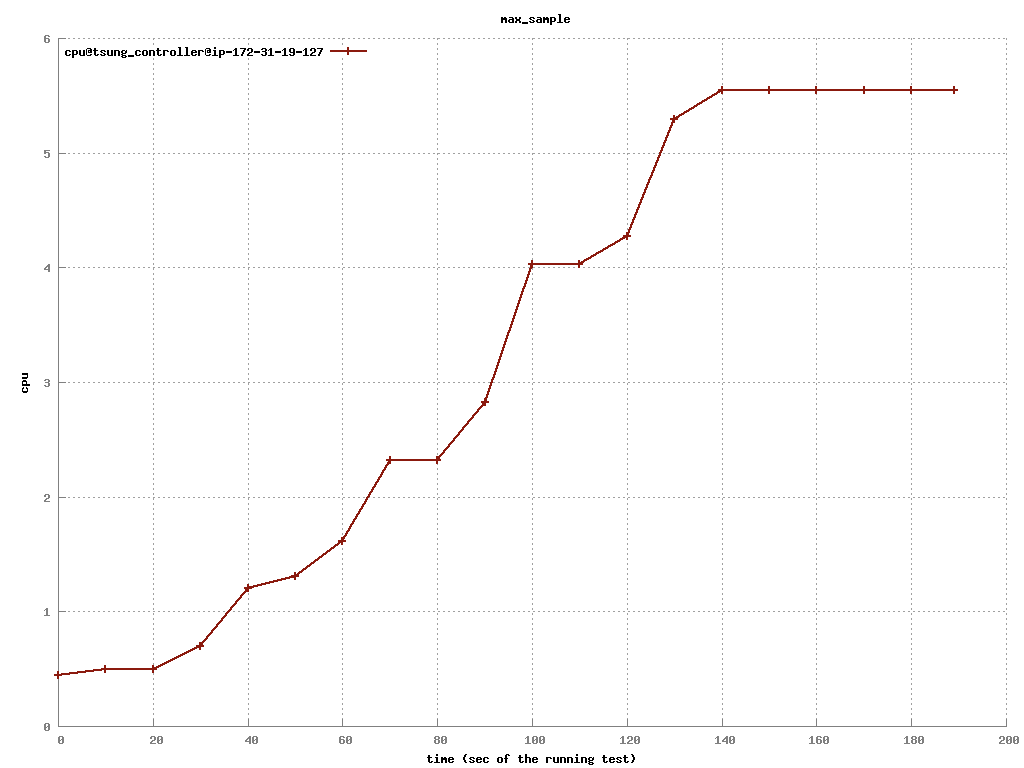 max_sample
cpu@tsung_controller@ip-172-31-19-127
6
5
4
3
2
1
0
cpu
0 20 40 60 80 100 120 140 160 180 200
time (sec of the running test)